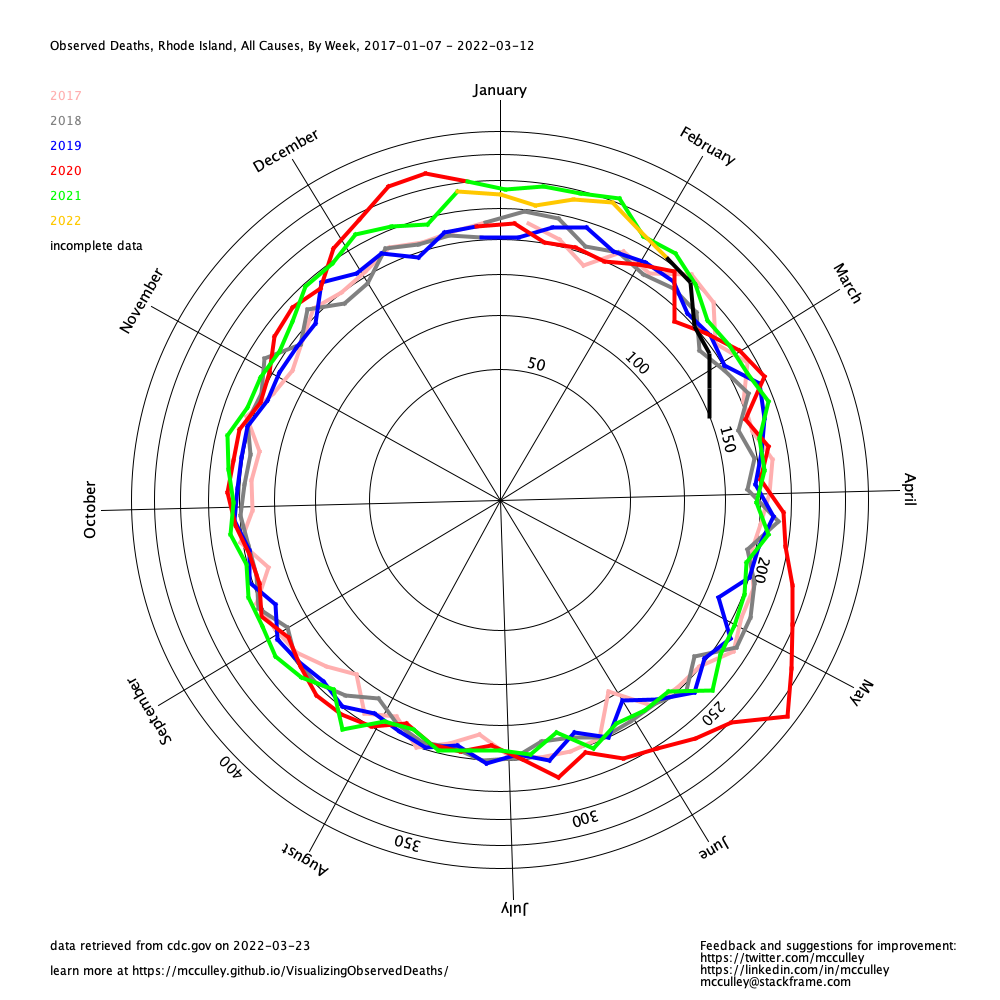 Observed Deaths, Rhode Island, All Causes, By Week, 2017-01-07 - 2022-03-12
2017
2018
2019
2020
2021
2022
incomplete data
January
February
March
April
May
June
July
August
September
October
November
December
50
100
150
200
250
300
350
400
data retrieved from cdc.gov on 2022-03-23
learn more at https://mcculley.github.io/VisualizingObservedDeaths/
Feedback and suggestions for improvement:
https://twitter.com/mcculley
https://linkedin.com/in/mcculley
mcculley@stackframe.com